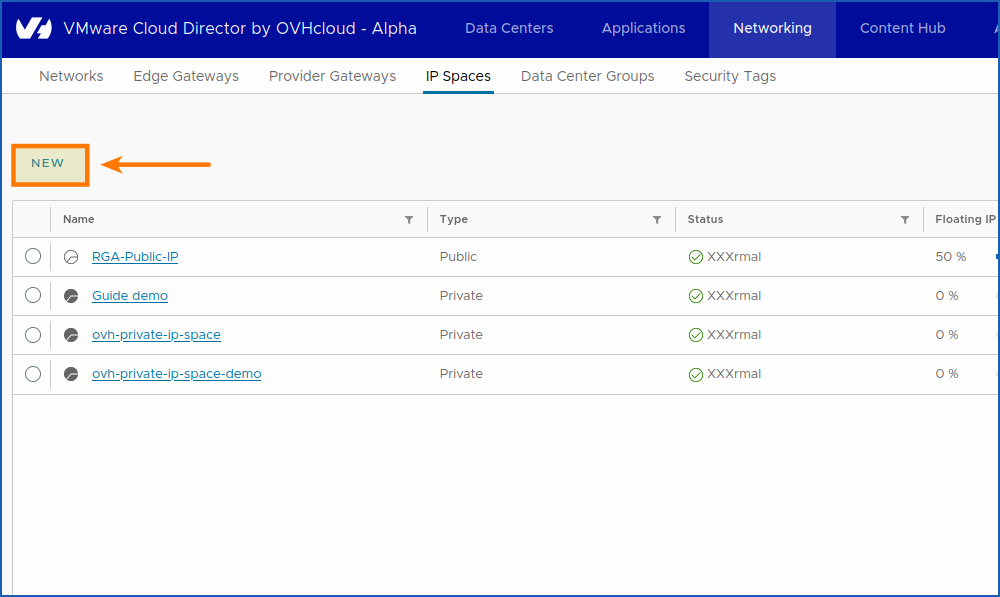 VMware Cloud Director by OVHcloud - Alpha Data Centers Applications Networking Content Hub
Networks Edge Gateways Provider Gateways IP Spaces Data Center Groups Security Tags
NEW
Name Type Status Floating IP
RGA-Public-IP Public XXXrmal 50 %
Guide demo Private XXXrmal 0 %
ovh-private-ip-space Private XXXrmal 0 %
ovh-private-ip-space-demo Private XXXrmal 0 %